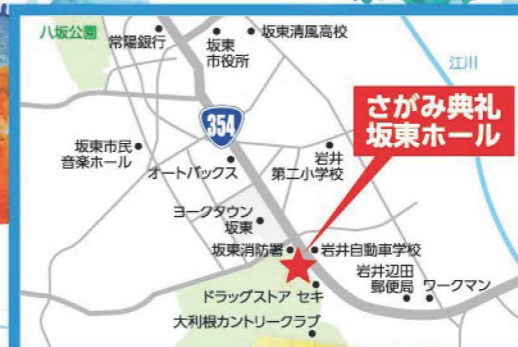 八坂公園
常陽銀行
坂東
市役所
坂東清風高校
江川
354
さがみ典礼
坂東ホール
坂東市民
音楽ホール
オートバックス
岩井
第二小学校
ヨークタウン
坂東
坂東消防署
岩井自動車学校
岩井辺田
郵便局
ワークマン
ドラッグストア セキ
大利根カントリークラブ